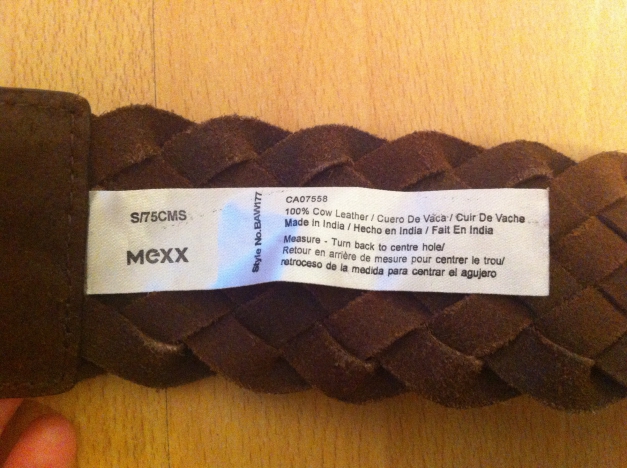 S/75CMS
mexx
Style No.BAW177
CA07558
100% Cow Leather / Cuero De Vaca / Cuir De Vache
Made in India / Hecho en India / Fait En India
Measure - Turn back to centre hole/
Retour en arrière de mesure pour centrer le trou/
retroceso de la medida para centrar el agujero